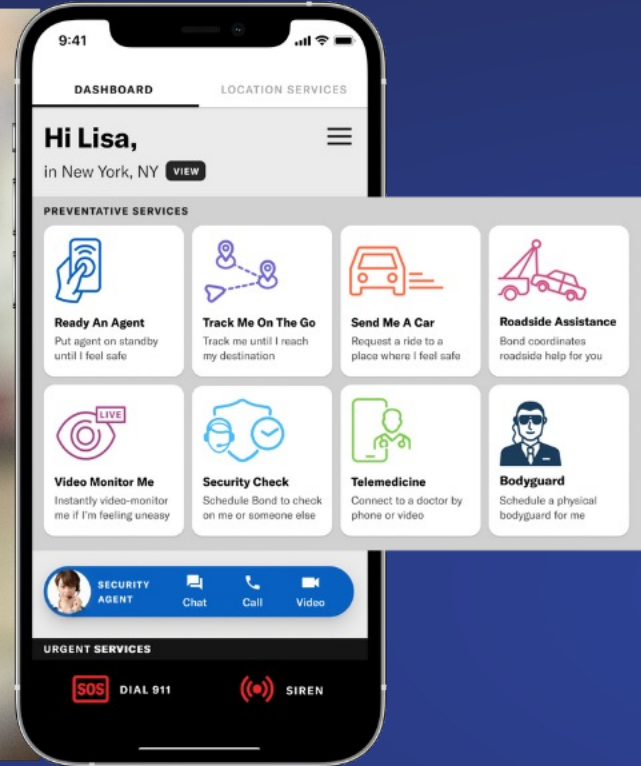 9:41
DASHBOARD
LOCATION SERVICES
Hi Lisa,
in New York, NY VIEW
PREVENTATIVE SERVICES
Ready An Agent
Put agent on standby
until I feel safe
Track Me On The Go
Track me until I reach
my destination
Send Me A Car
Request a ride to a
place where I feel safe
Roadside Assistance
Bond coordinates
roadside help for you
LIVE
Video Monitor Me
Instantly video-monitor
me if I'm feeling uneasy
Security Check
Schedule Bond to check
on me or someone else
Telemedicine
Connect to a doctor by
phone or video
Bodyguard
Schedule a physical
bodyguard for me
SECURITY
AGENT
Chat
Call
Video
URGENT SERVICES
SOS DIAL 911
SIREN